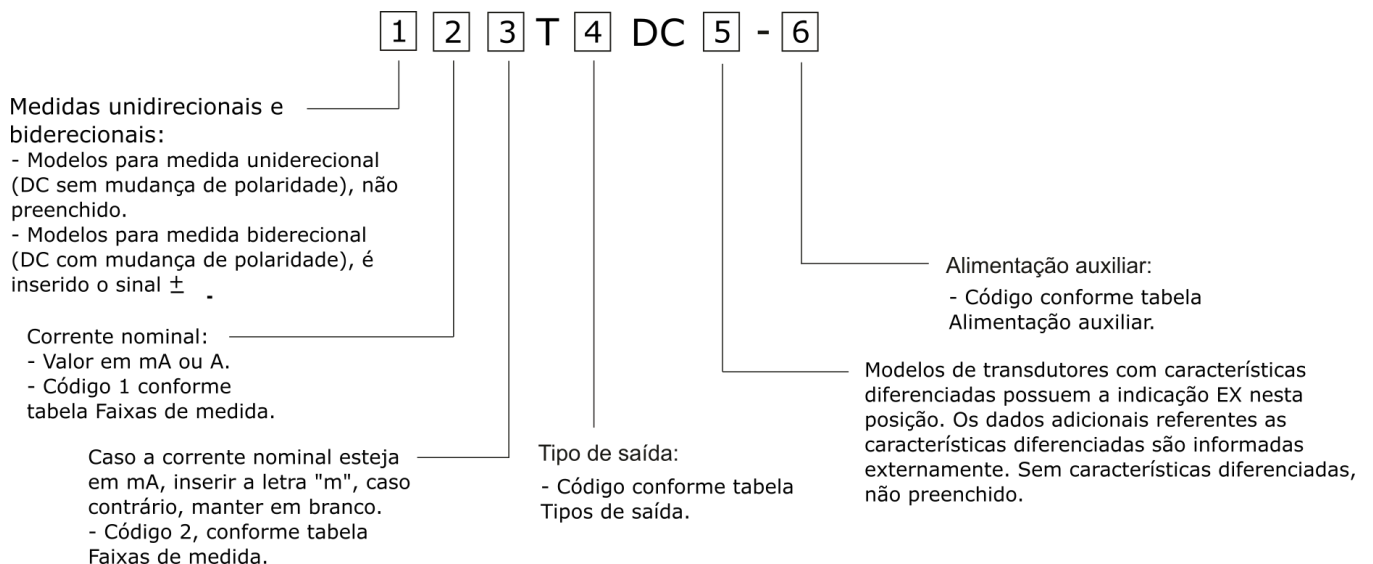 1 2 3 T 4 DC 5 - 6
Medidas unidirecionais e
biderecionais:
- Modelos para medida uniderecional
(DC sem mudança de polaridade), não
preenchido.
- Modelos para medida biderecional
(DC com mudança de polaridade), é
inserido o sinal ± -
Corrente nominal:
- Valor em mA ou A.
- Código 1 conforme
tabela Faixas de medida.
Caso a corrente nominal esteja
em mA, inserir a letra "m", caso
contrário, manter em branco.
- Código 2, conforme tabela
Faixas de medida.
Tipo de saída:
- Código conforme tabela
Tipos de saída.
Alimentação auxiliar:
- Código conforme tabela
Alimentação auxiliar.
Modelos de transdutores com características
diferenciadas possuem a indicação EX nesta
posição. Os dados adicionais referentes as
características diferenciadas são informadas
externamente. Sem características diferenciadas,
não preenchido.